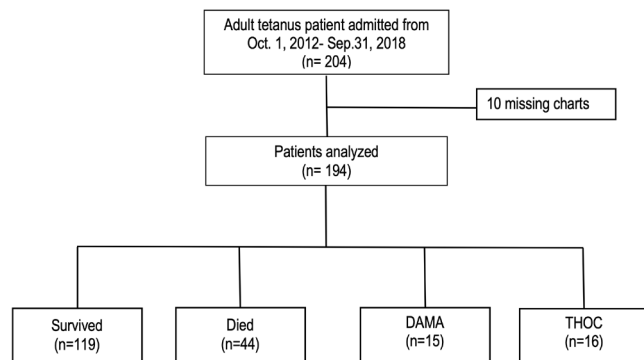 Adult tetanus patient admitted from
Oct. 1, 2012- Sep.31, 2018
(n= 204)
10 missing charts
Patients analyzed
(n= 194)
Survived
(n=119)
Died
(n=44)
DAMA
(n=15)
THOC
(n=16)